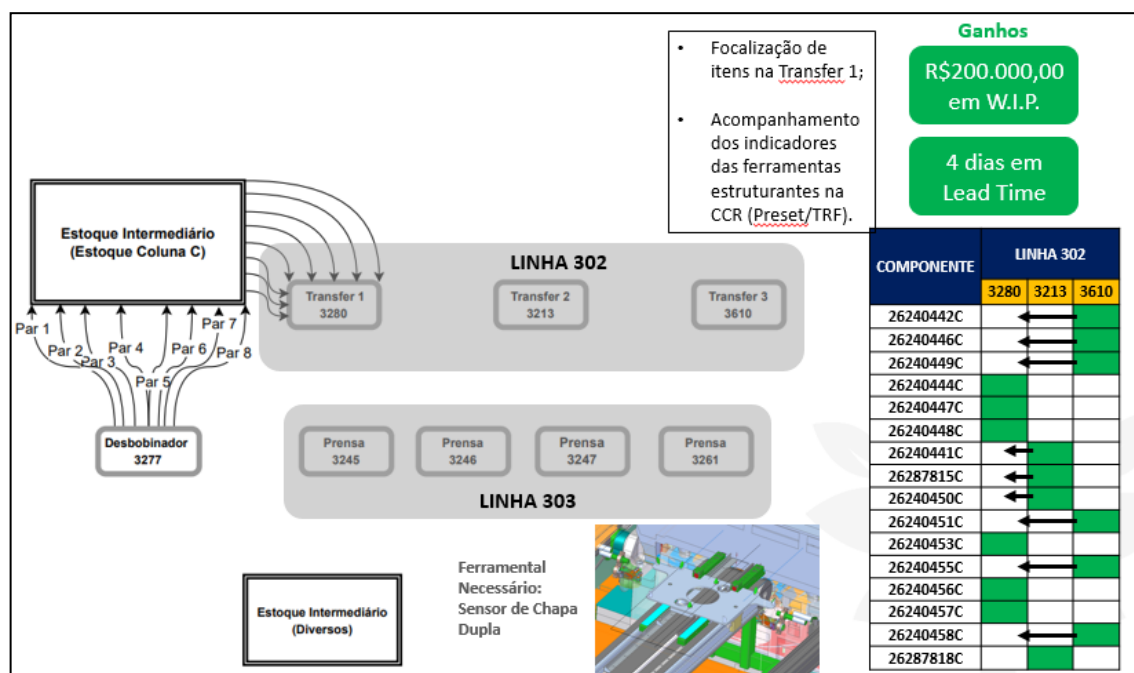 • Focalização de
itens na Transfer 1;
• Acompanhamento
dos indicadores
das ferramentas
estruturantes na
CCR (Preset/TRF).
Ganhos
R$200.000,00
em W.I.P.
4 dias em
Lead Time
Estoque Intermediário
(Estoque Coluna C)
Par 1
Par 2
Par 3
Par 4
Par 5
Par 6
Par 7
Par 8
Desbobinador
3277
LINHA 302
Transfer 1
3280
Transfer 2
3213
Transfer 3
3610
Prensa
3245
Prensa
3246
Prensa
3247
Prensa
3261
LINHA 303
Estoque Intermediário
(Diversos)
Ferramental
Necessário:
Sensor de Chapa
Dupla
COMPONENTE LINHA 302
3280 3213 3610
26240442C
26240446C
26240449C
26240444C
26240447C
26240448C
26240441C
26287815C
26240450C
26240451C
26240453C
26240455C
26240456C
26240457C
26240458C
26287818C